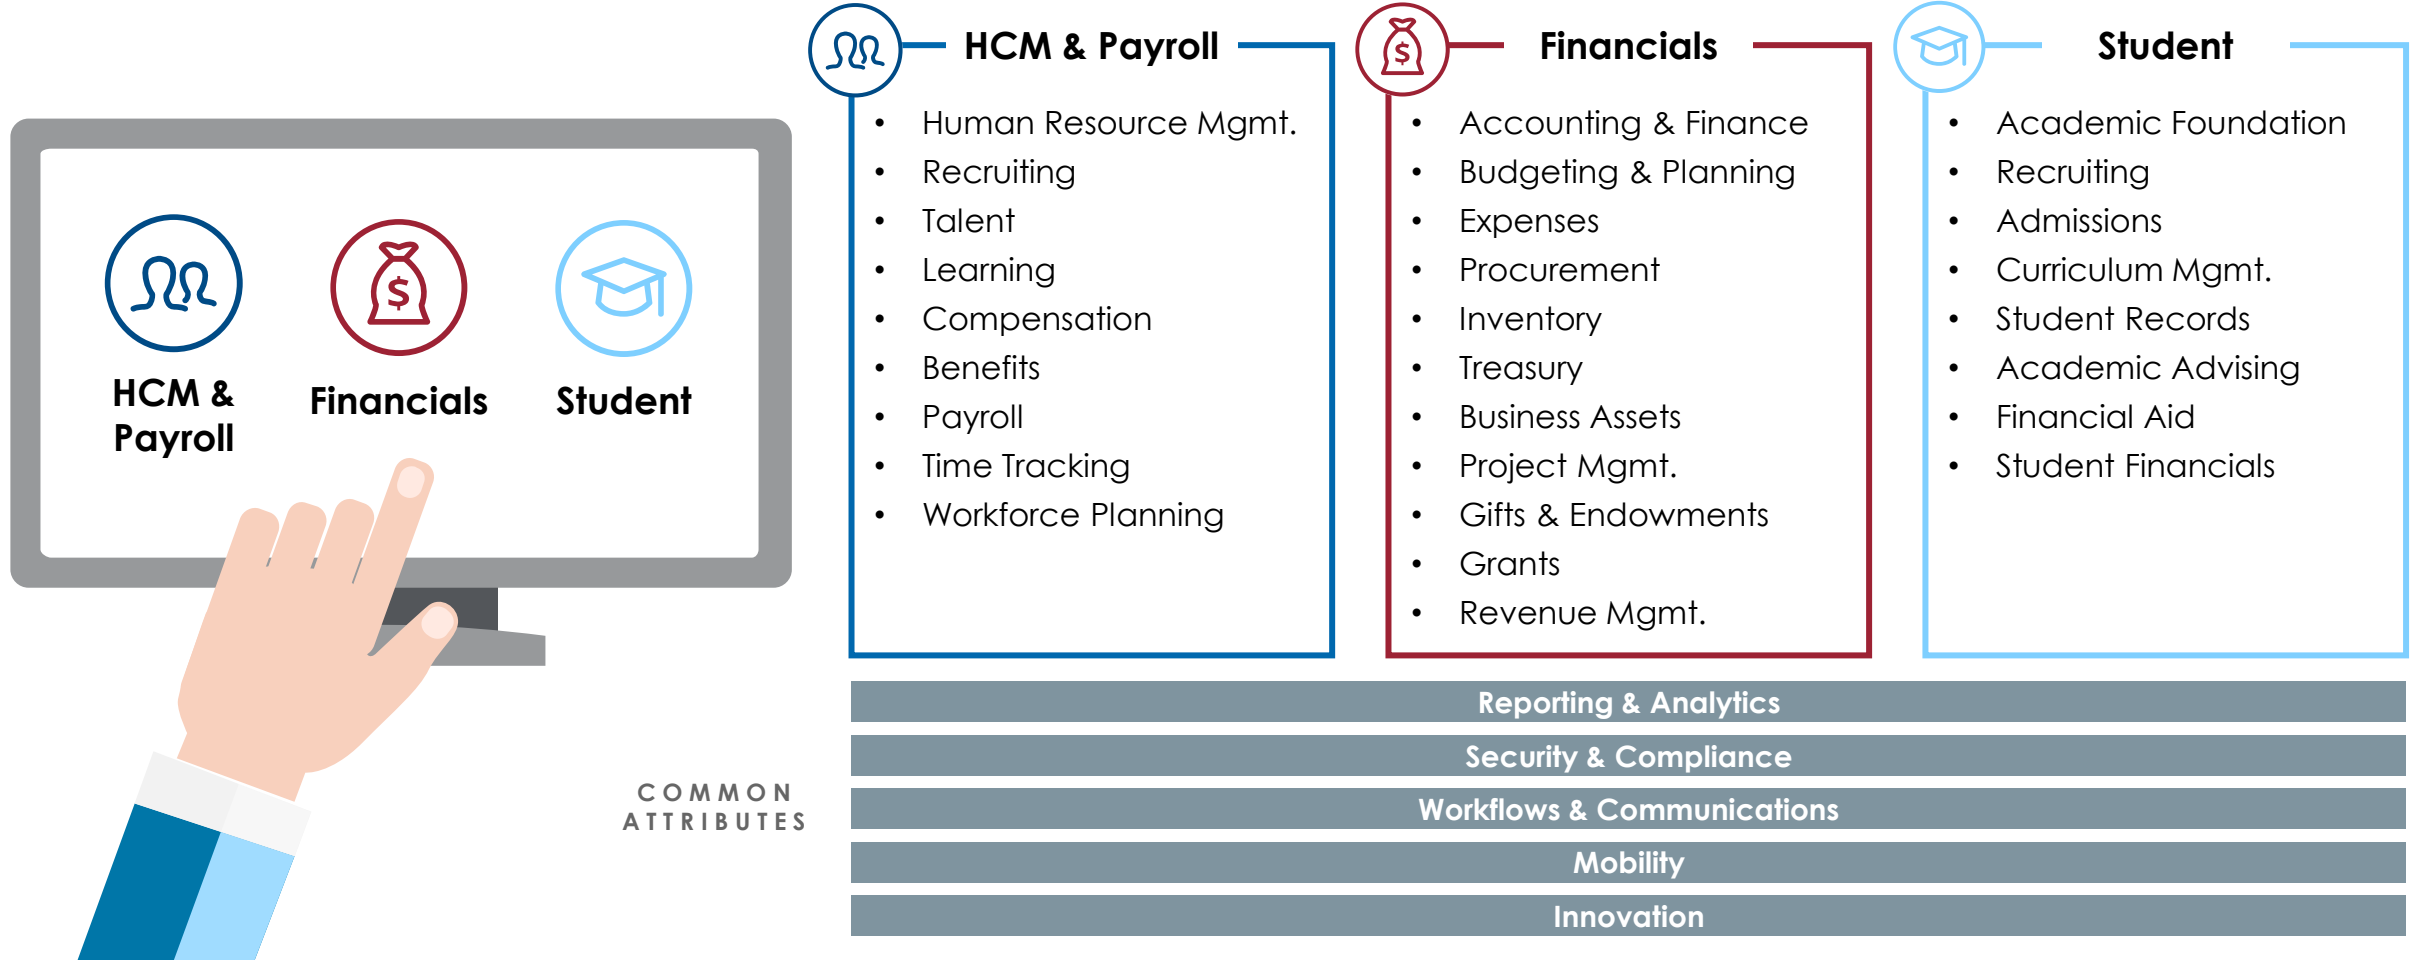 HCM &
Payroll
Financials
Student
HCM & Payroll
• Human Resource Mgmt.
• Recruiting
• Talent
• Learning
• Compensation
• Benefits
• Payroll
• Time Tracking
• Workforce Planning
Financials
• Accounting & Finance
• Budgeting & Planning
• Expenses
• Procurement
• Inventory
• Treasury
• Business Assets
• Project Mgmt.
• Gifts & Endowments
• Grants
• Revenue Mgmt.
Student
• Academic Foundation
• Recruiting
• Admissions
• Curriculum Mgmt.
• Student Records
• Academic Advising
• Financial Aid
• Student Financials
COMMON
ATTRIBUTES
Reporting & Analytics
Security & Compliance
Workflows & Communications
Mobility
Innovation